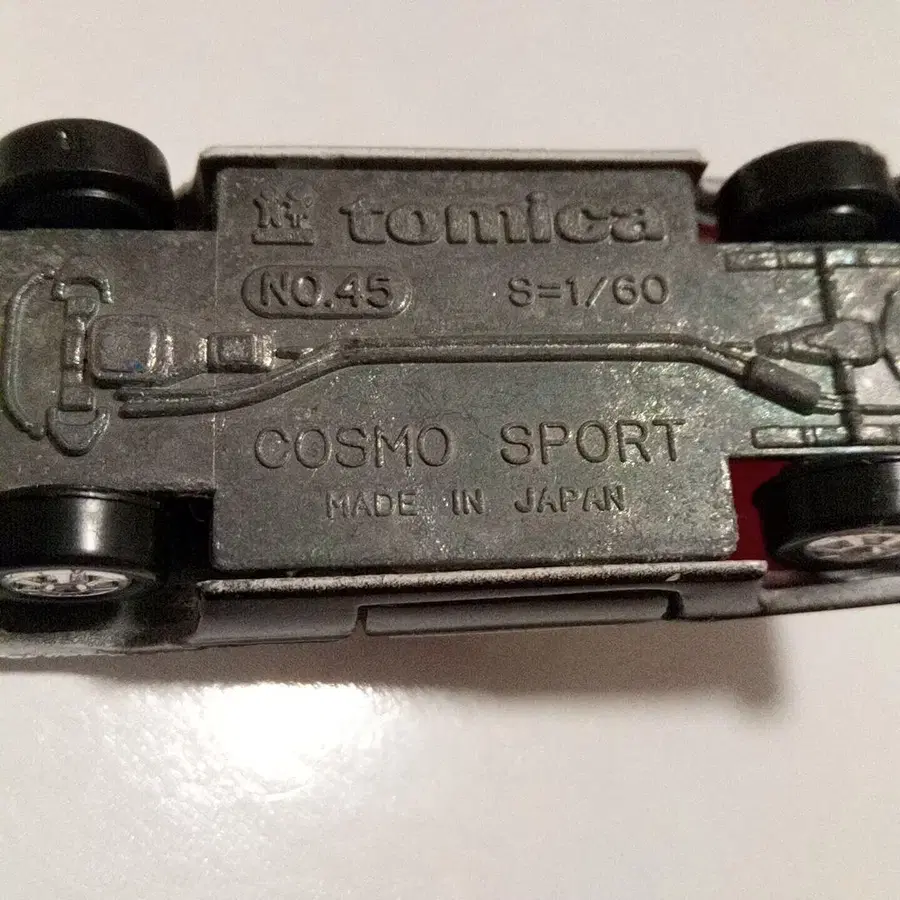 tomica
NO.45 S=1/60
COSMO SPORT
MADE IN JAPAN